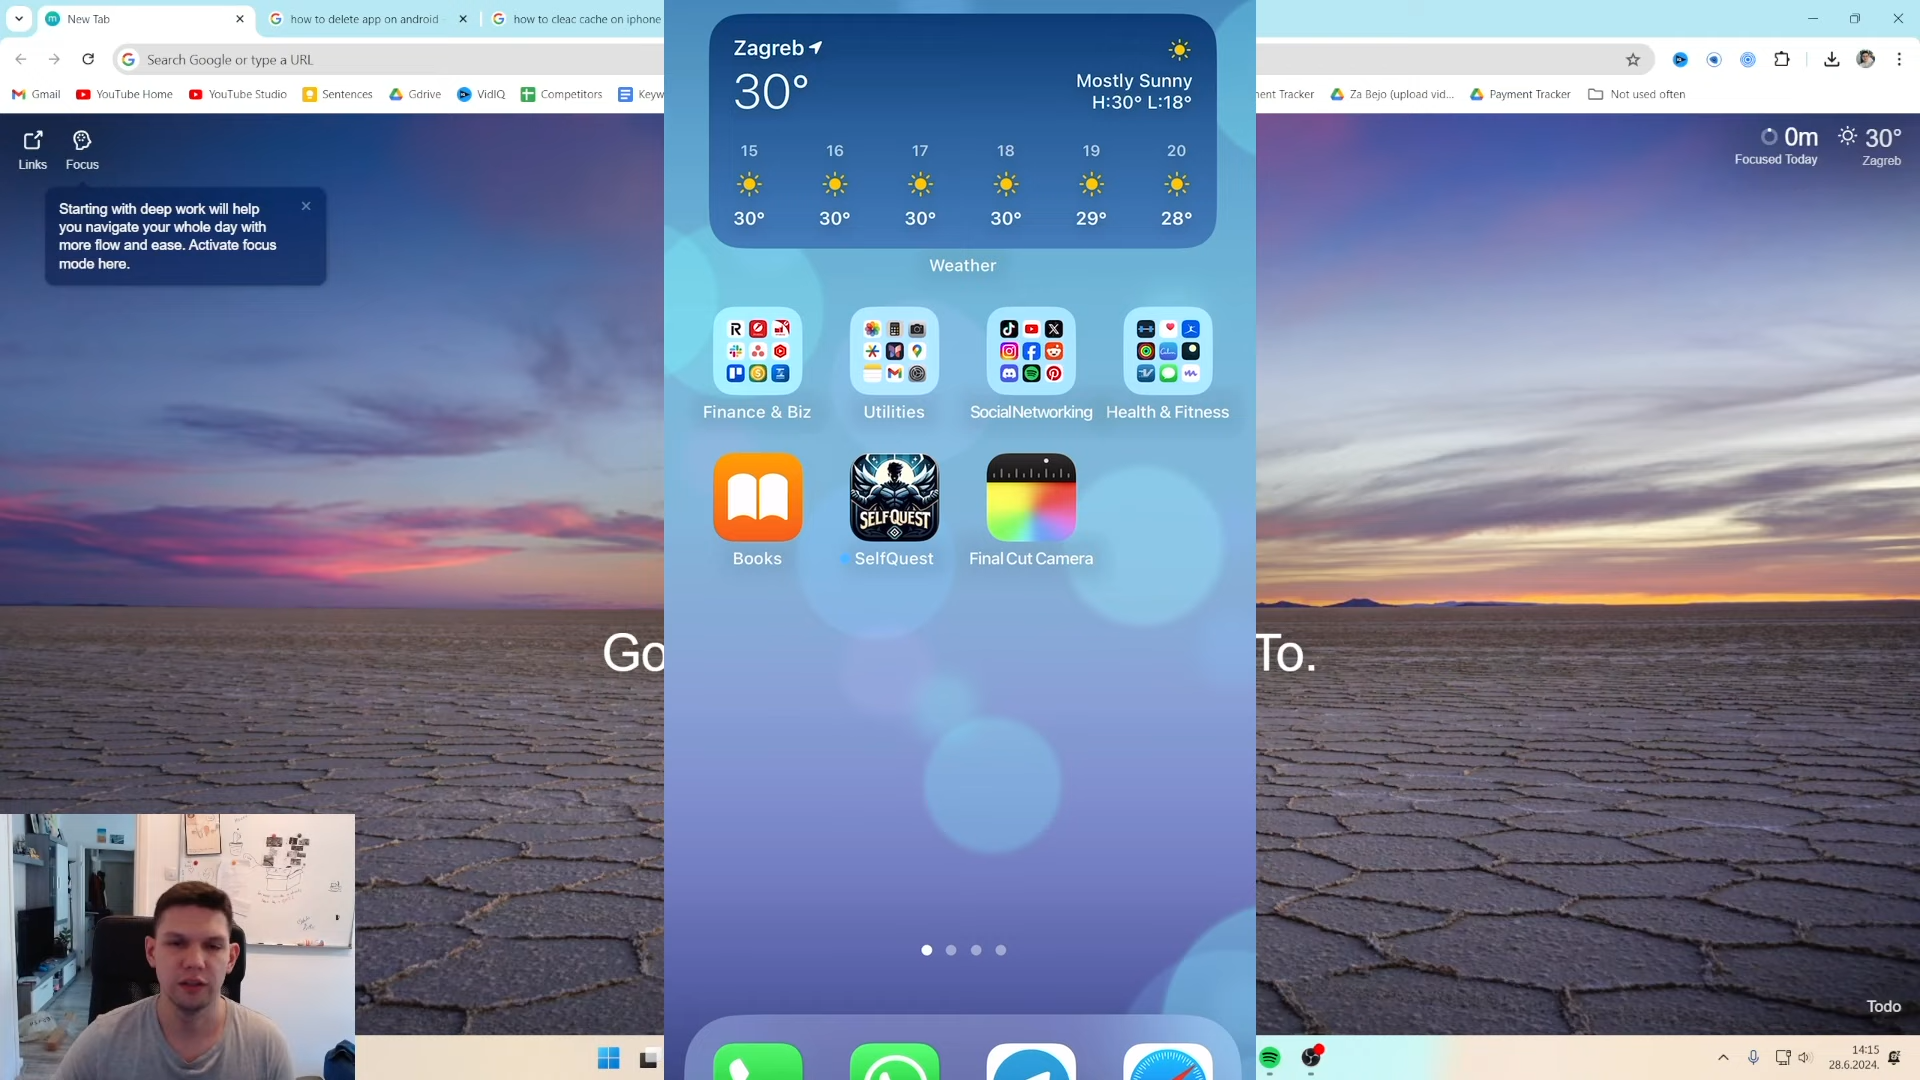 New Tab
how to delete app on android
how to cleac cache on iphone
Search Google or type a URL
Gmail
YouTube Home
YouTube Studio
Sentences
Gdrive
VidIQ
Competitors
Keyw
ent Tracker
Za Bejo (upload vid...
Payment Tracker
Not used often
Links
Focus
Starting with deep work will help
you navigate your whole day with
more flow and ease. Activate focus
mode here.
0m
Focused Today
30°
Zagreb
Zagreb
30°
Mostly Sunny
H:30° L:18°
15 16 17 18 19 20
30° 30° 30° 30° 29° 28°
Weather
Finance & Biz
Utilities
Social Networking
Health & Fitness
SELFQUEST
Books
SelfQuest
Final Cut Camera
Go
To.
Todo
14:15
28.6.2024.